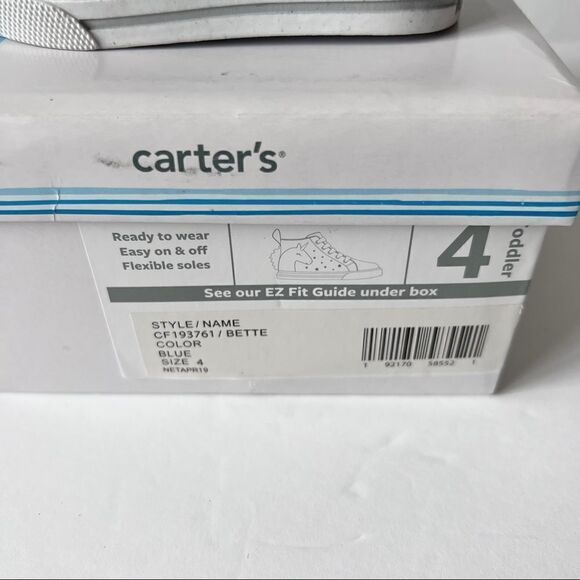 carter's®
Ready to wear
Easy on & off
Flexible soles
4
oddler
See our EZ Fit Guide under box
STYLE/NAME
CF193761/BETTE
COLOR
BLUE
SIZE 4
NETAPR19
1 92170 58552 1